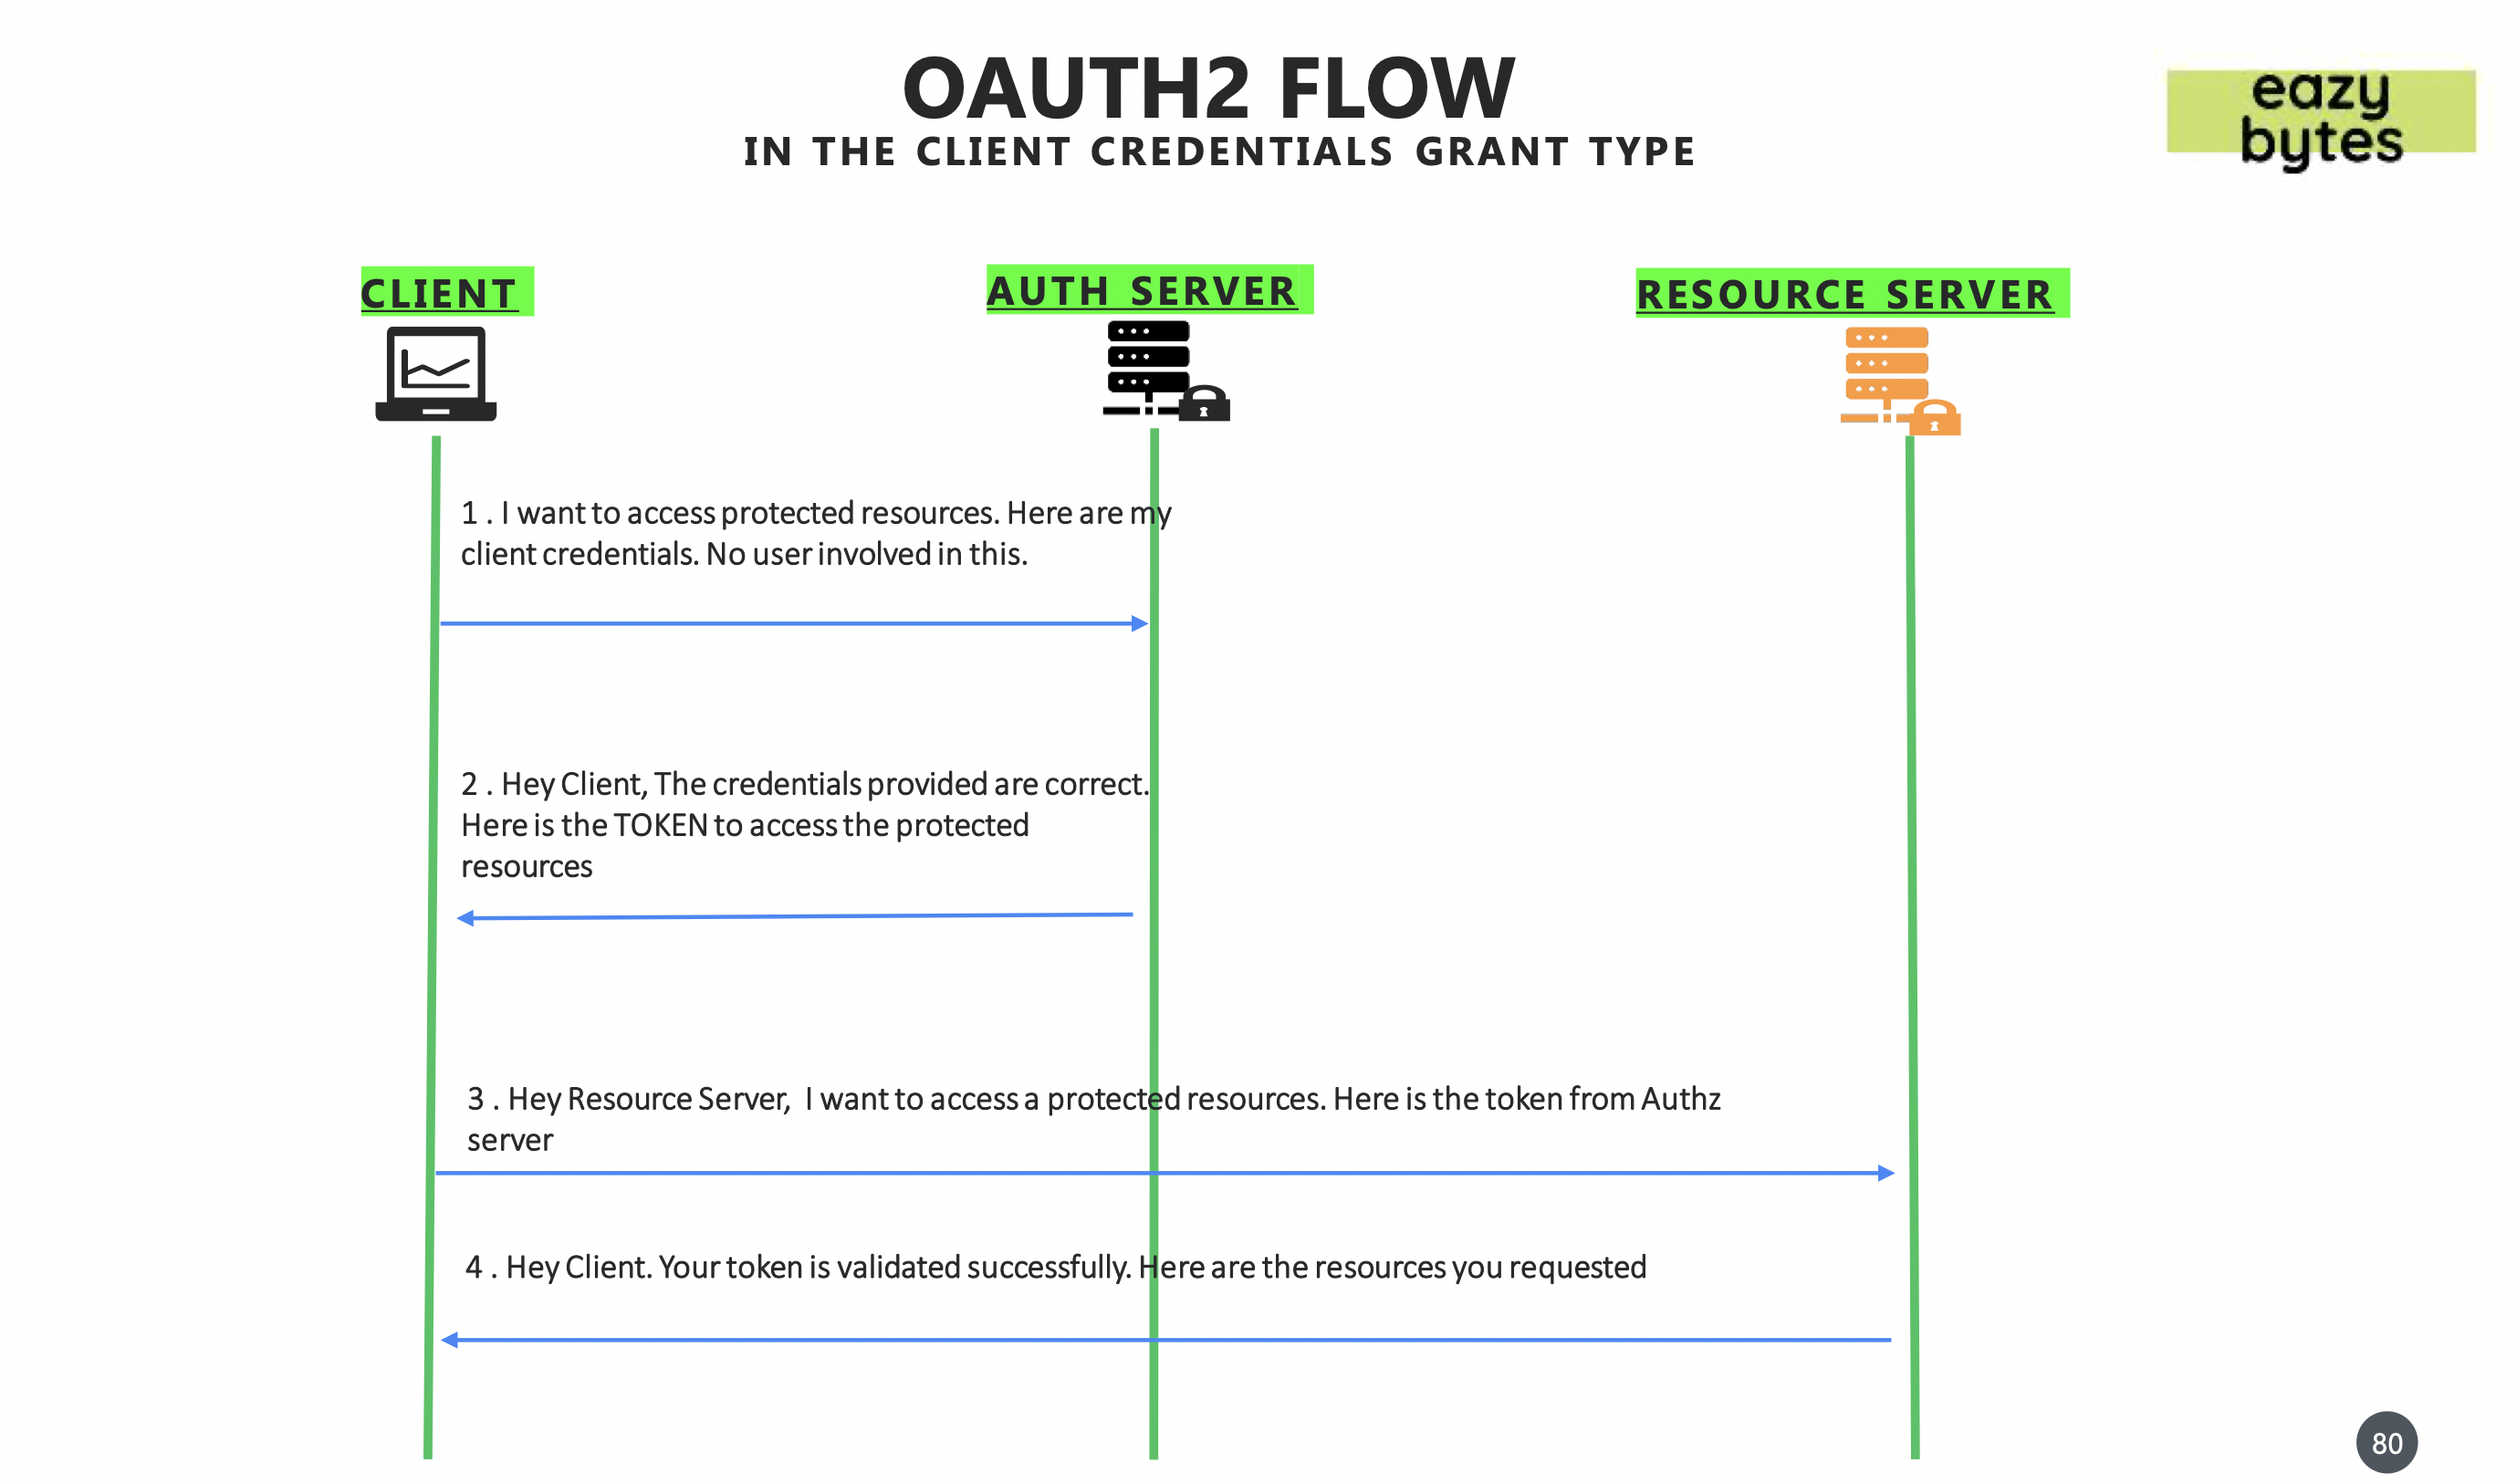 OAUTH2 FLOW
IN THE CLIENT CREDENTIALS GRANT TYPE
eazy
bytes
CLIENT
AUTH SERVER
RESOURCE SERVER
1 . I want to access protected resources. Here are my
client credentials. No user involved in this.
2 . Hey Client, The credentials provided are correct.
Here is the TOKEN to access the protected
resources
3 . Hey Resource Server, I want to access a protected resources. Here is the token from Authz
server
4 . Hey Client. Your token is validated successfully. Here are the resources you requested
80